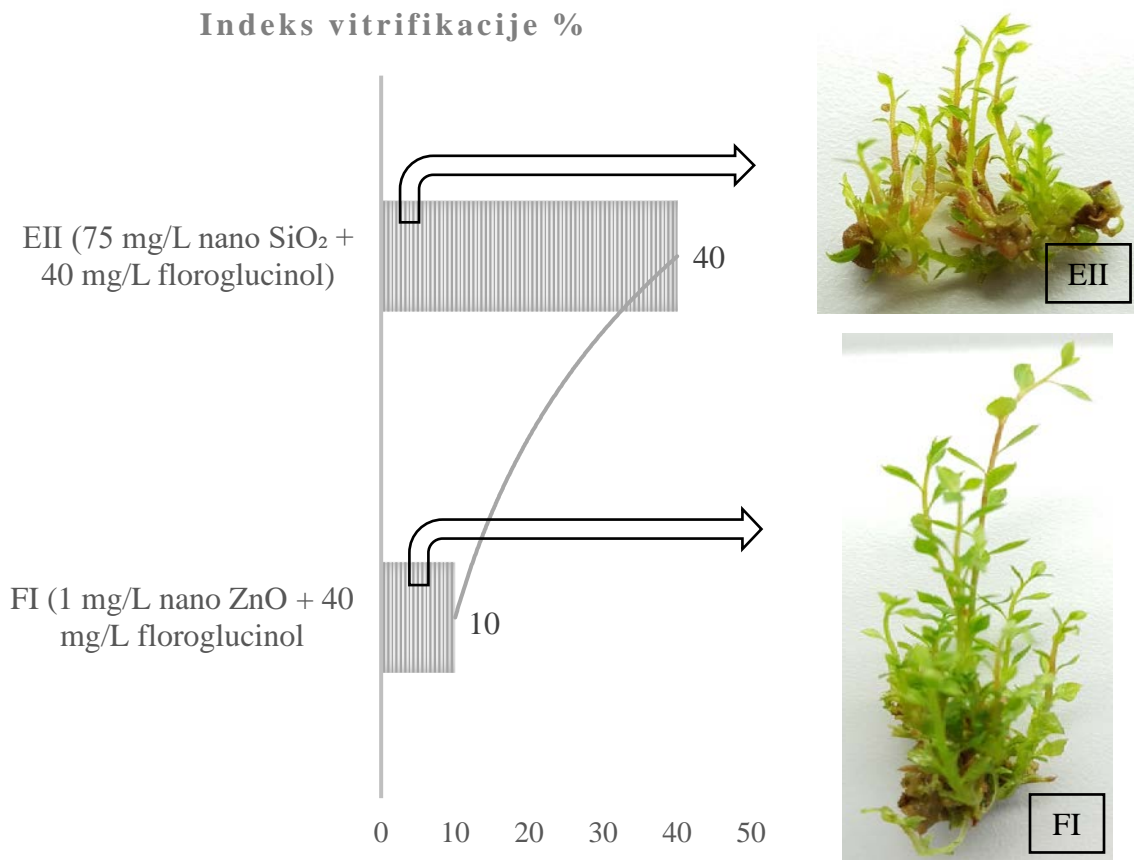 Indeks vitrifikacije %
EII (75 mg/L nano SiO₂ +
40 mg/L floroglucinol)
40
EII
FI (1 mg/L nano ZnO + 40
mg/L floroglucinol
10
FI
0 10 20 30 40 50